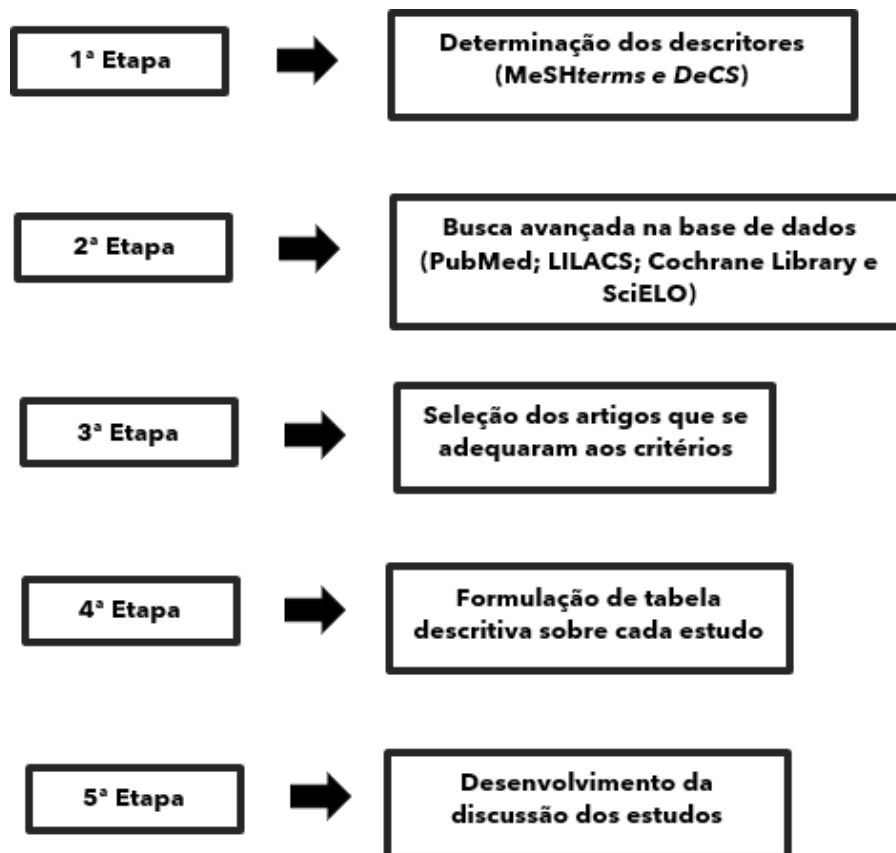 1ª Etapa
Determinação dos descritores
(MeSHterms e DeCS)
2ª Etapa
Busca avançada na base de dados
(PubMed; LILACS; Cochrane Library e
SciELO)
3ª Etapa
Seleção dos artigos que se
adequaram aos critérios
4ª Etapa
Formulação de tabela
descritiva sobre cada estudo
5ª Etapa
Desenvolvimento da
discussão dos estudos